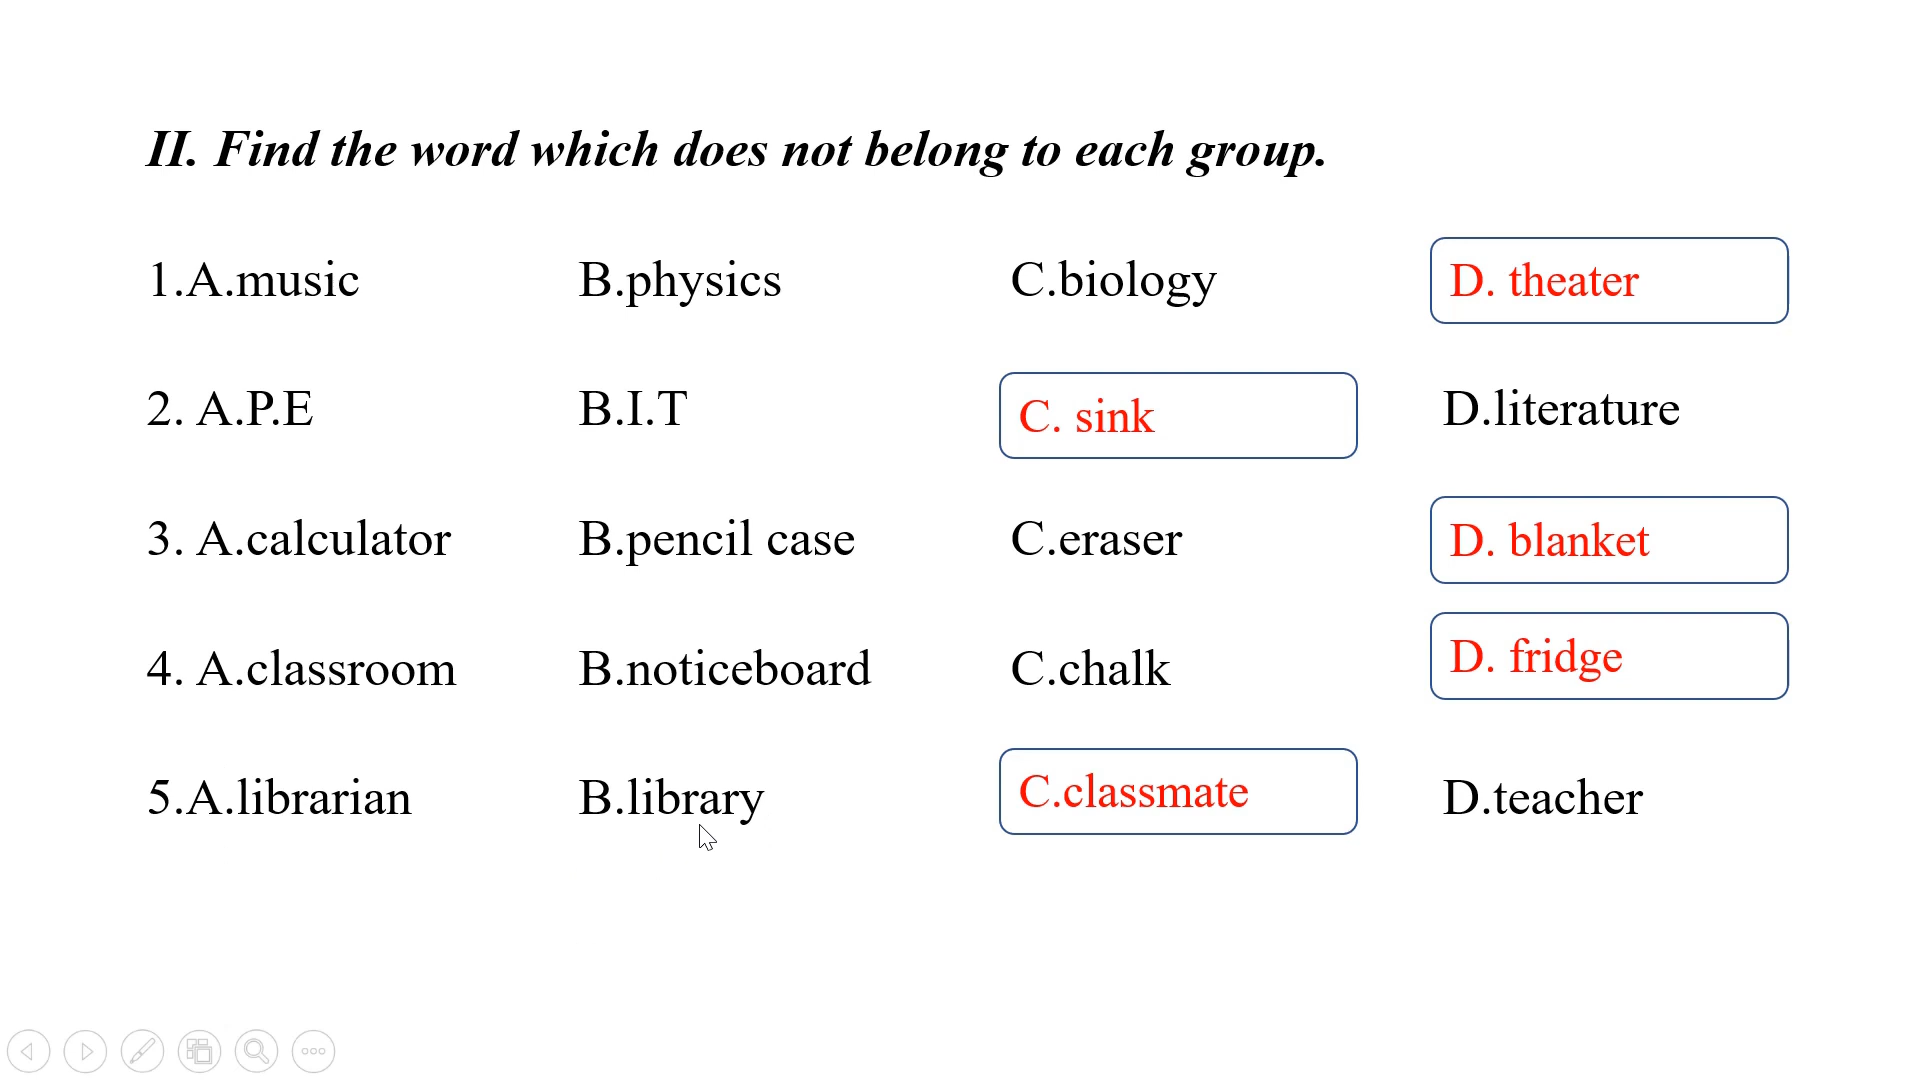 II. Find the word which does not belong to each group.
1.A.music B.physics C.biology D. theater
2. A.P.E B.I.T C. sink D.literature
3. A.calculator B.pencil case C.eraser D. blanket
4. A.classroom B.noticeboard C.chalk D. fridge
5.A.librarian B.library C.classmate D.teacher